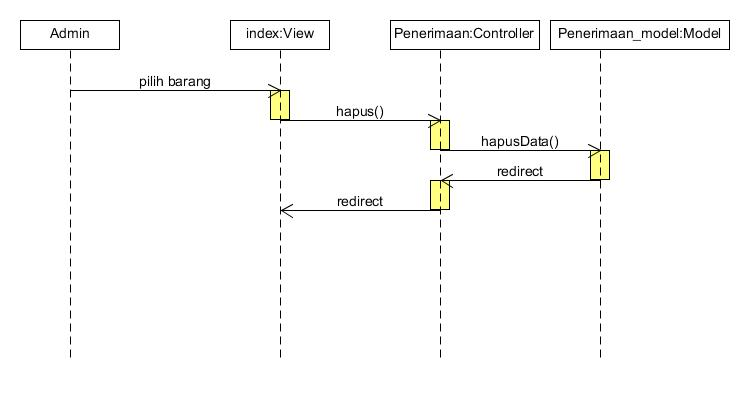 Admin
index:View
Penerimaan:Controller
Penerimaan_model:Model
pilih barang
hapus()
hapusData()
redirect
redirect